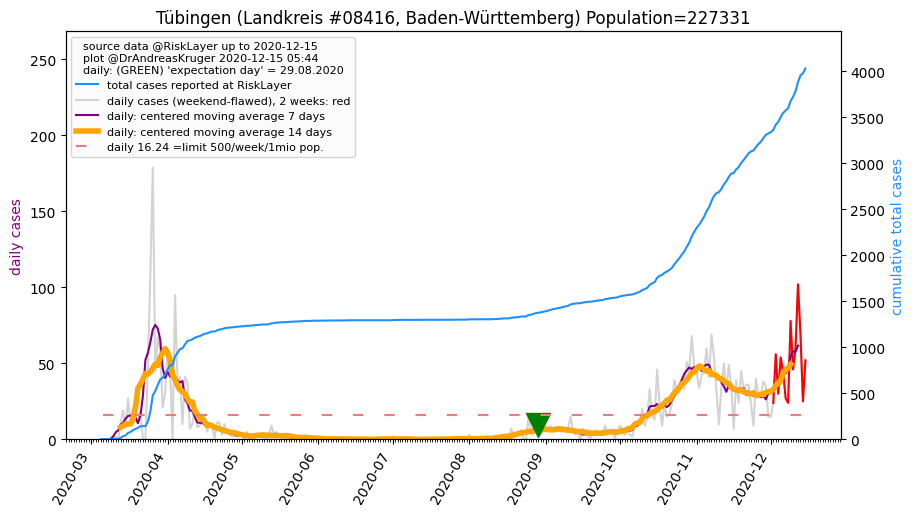 Tübingen (Landkreis #08416, Baden-Württemberg) Population=227331
source data @RiskLayer up to 2020-12-15
plot @DrAndreasKruger 2020-12-15 05:44
daily: (GREEN) 'expectation day' = 29.08.2020
total cases reported at RiskLayer
daily cases (weekend-flawed), 2 weeks: red
daily: centered moving average 7 days
daily: centered moving average 14 days
daily 16.24 =limit 500/week/1mio pop.
daily cases
250
200
150
100
50
0
cumulative total cases
4000
3500
3000
2500
2000
1500
1000
500
0
2020-03
2020-04
2020-05
2020-06
2020-07
2020-08
2020-09
2020-10
2020-11
2020-12